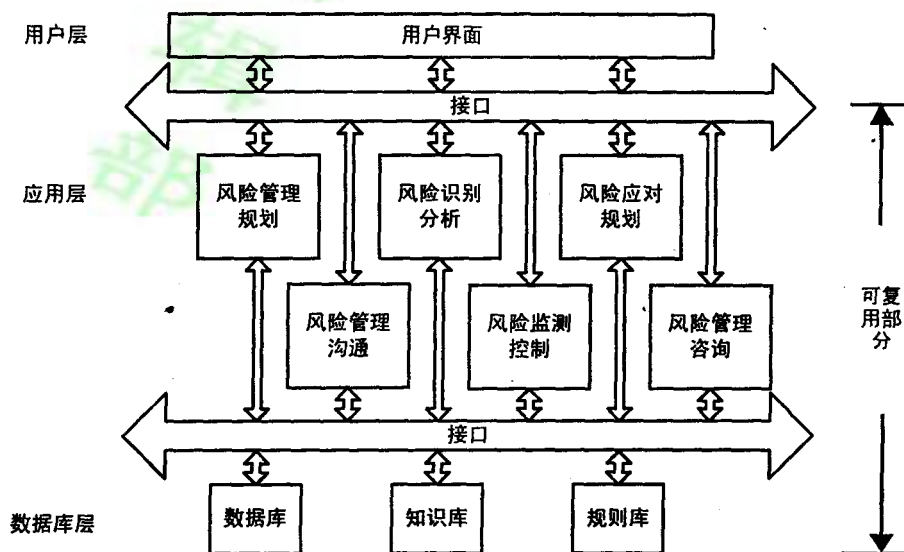 用户层
用户界面
接口
应用层
风险管理
规划
风险识别
分析
风险应对
规划
风险管理
沟通
风险监测
控制
风险管理
咨询
可复
用部
分
接口
数据库层
数据库
知识库
规则库